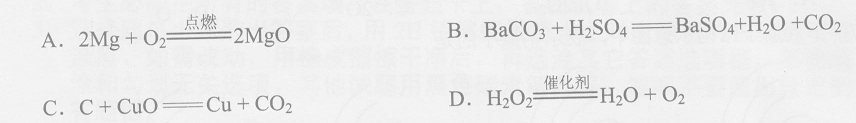 A. 2Mg + O₂ =点燃= 2MgO  B. BaCO₃ + H₂SO₄ == BaSO₄+H₂O +CO₂
C. C + CuO == Cu + CO₂  D. H₂O₂ =催化剂= H₂O + O₂